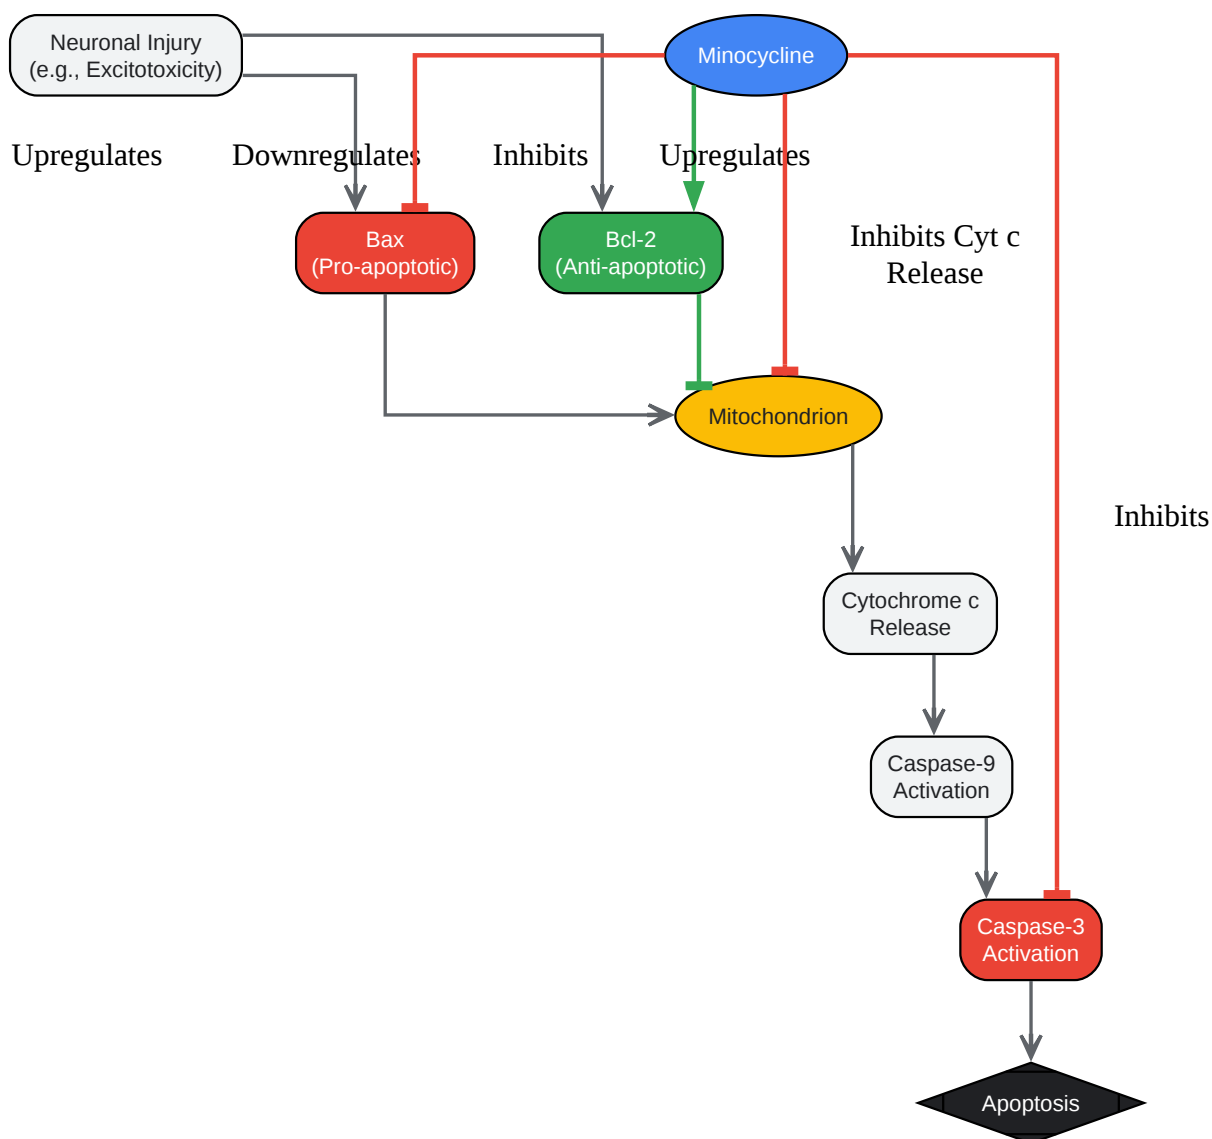 Neuronal Injury
(e.g., Excitotoxicity)
Minocycline
Upregulates
Downregulates
Inhibits
Upregulates
Bax
(Pro-apoptotic)
Bcl-2
(Anti-apoptotic)
Inhibits Cyt c
Release
Mitochondrion
Inhibits
Cytochrome c
Release
Caspase-9
Activation
Caspase-3
Activation
Apoptosis